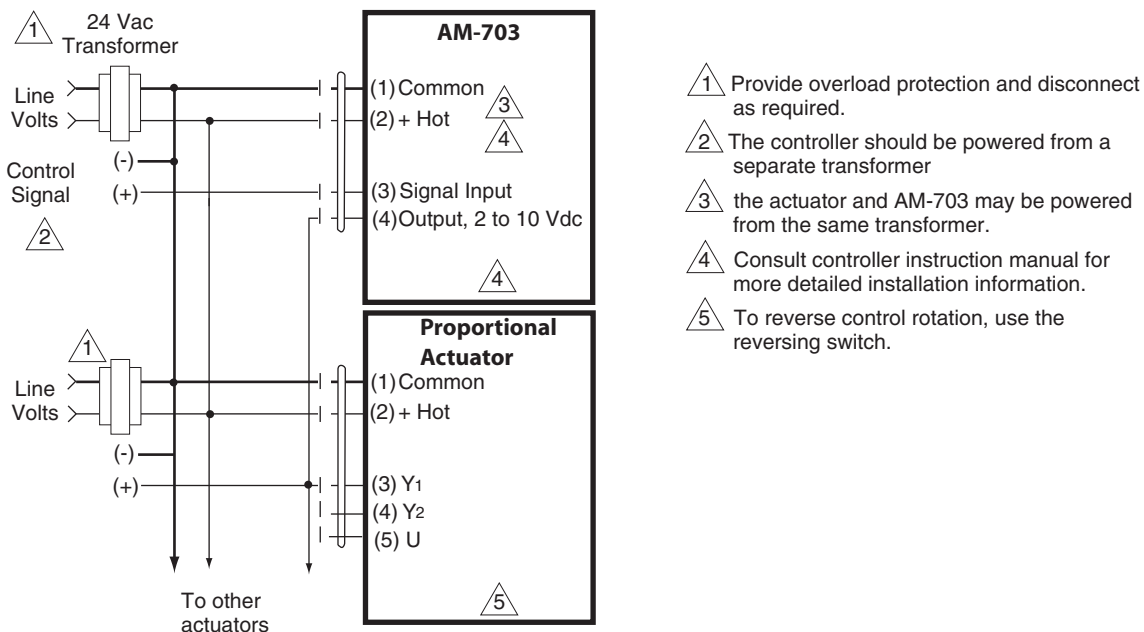 1
24 Vac
Transformer
Line
Volts
(-)
(+)
Control
Signal
2
AM-703
(1) Common
(2) + Hot
3
4
(3) Signal Input
(4) Output, 2 to 10 Vdc
4
1
Line
Volts
(-)
(+)
Proportional
Actuator
(1) Common
(2) + Hot
(3) Y1
(4) Y2
(5) U
5
To other
actuators
1 Provide overload protection and disconnect
as required.
2 The controller should be powered from a
separate transformer
3 the actuator and AM-703 may be powered
from the same transformer.
4 Consult controller instruction manual for
more detailed installation information.
5 To reverse control rotation, use the
reversing switch.